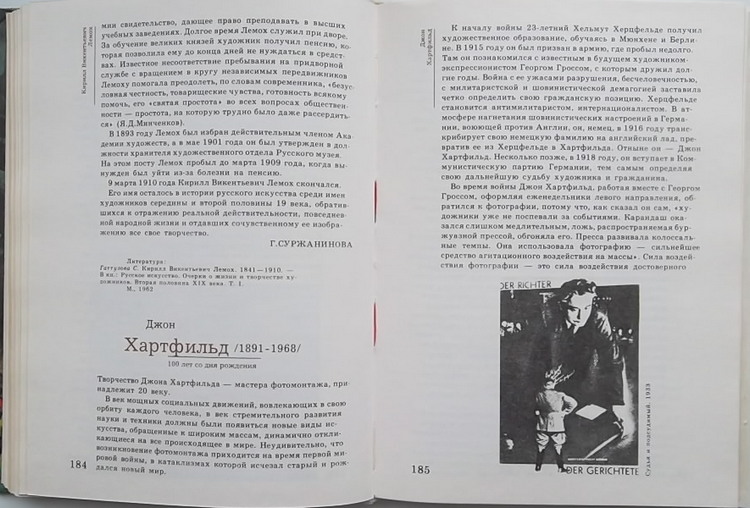 Кирилл Викентьевич
Лемох
мии свидетельство, дающее право преподавать в высших
учебных заведениях. Долгое время Лемох служил при дворе.
За обучение великих князей художник получил пенсию, ко-
торая позволила ему до конца дней не нуждаться в средст-
вах. Известное несоответствие пребывания на придворной
службе с вращением в кругу независимых передвижников
Лемоху помогала преодолеть, по словам современника, «безус-
ловная честность, товарищеские чувства, готовность всякому
помочь, его «святая простота» во всех вопросах обществен-
ности — простота, на которую трудно было даже рассердить-
ся» (Я.Д.Минченков).
В 1893 году Лемох был избран действительным членом Ака-
демии художеств, а в мае 1901 года он был утвержден в дол-
жности хранителя художественного отдела Русского музея.
На этом посту Лемох пробыл до марта 1909 года, когда вы-
нужден был уйти из-за болезни на пенсию.
9 марта 1910 года Кирилл Викентьевич Лемох скончался.
Его имя осталось в истории русского искусства среди имен
художников середины и второй половины 19 века, обратив-
шихся к отражению реальной действительности, повседнев-
ной народной жизни и отдавших сочувственному ее изобра-
жению все свое творчество.
Г.СУРЖАНИНОВА
Литература:
Гаттулова С. Кирилл Викентьевич Лемох. 1841—1910. —
В кн.: Русское искусство. Очерки о жизни и творчестве ху-
дожников. Вторая половина XIX века. Т. I.
М., 1962
Джон
Хартфильд /1891-1968/
100 лет со дня рождения
Творчество Джона Хартфильда — мастера фотомонтажа, при-
надлежит 20 веку.
В век мощных социальных движений, вовлекающих в свою
орбиту каждого человека, в век стремительного развития
науки и техники должны были появиться новые виды ис-
кусства, обращенные к широким массам, динамично откли-
кающиеся на все происходящее в мире. Неудивительно, что
возникновение фотомонтажа приходится на время первой ми-
ровой войны, в катаклизмах которой исчезал старый и рож-
дался новый мир.
184
Джон
Хартфильд
К началу войны 23-летний Хельмут Херцфельде получил
художественное образование, обучаясь в Мюнхене и Берли-
не. В 1915 году он был призван в армию, где пробыл недолго.
Там он познакомился с известным в будущем художником-
экспрессионистом Георгом Гроссом, с которым дружил дол-
гие годы. Война с ее ужасами разрушения, бесчеловечностью,
с милитаристской и шовинистической демагогией заставила
четко определить свою гражданскую позицию. Херцфельде
становится антимилитаристом, интернационалистом. В ат-
мосфере нагнетания шовинистических настроений в Герма-
нии, воюющей против Англии, он, немец, в 1916 году транс-
крибирует свою немецкую фамилию на английский лад, пре-
вратив ее из Херцфельде в Хартфильда. Отныне он — Джон
Хартфильд. Несколько позже, в 1918 году, он вступает в Ком-
мунистическую партию Германии, тем самым определяя
свою дальнейшую судьбу художника и гражданина.
Во время войны Джон Хартфильд, работая вместе с Георгом
Гроссом, оформляя еженедельники левого направления, об-
ратился к фотографии, потому что, как сказал он сам, «ху-
дожники уже не поспевали за событиями. Карандаш ока-
зался слишком медлительным, ложь, распространяемая бур-
жуазной прессой, обгоняла его. Пресса развивала колоссаль-
ные темпы. Она использовала фотографию — сильнейшее
средство агитационного воздействия на массы». Сила воздей-
ствия фотографии — это сила воздействия достоверного
DER RICHTER
DER GERICHTETE
Судья и подсудимый. 1933
185